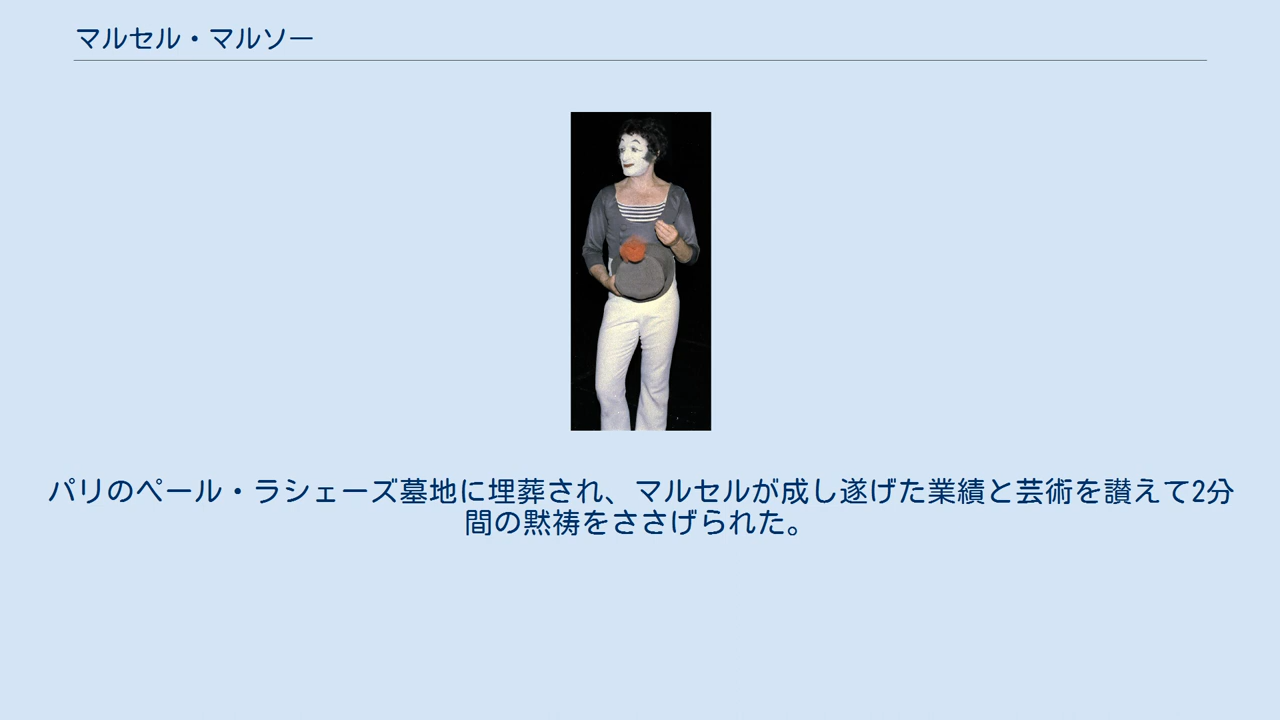 マルセル・マルソー
パリのペール・ラシェーズ墓地に埋葬され、マルセルが成し遂げた業績と芸術を讃えて2分
間の黙祷をささげられた。